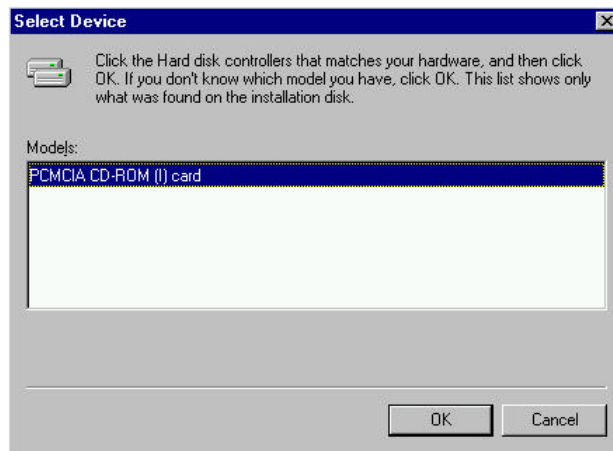 Select Device
Click the Hard disk controllers that matches your hardware, and then click
OK. If you don't know which model you have, click OK. This list shows only
what was found on the installation disk.
Models:
PCMCIA CD-ROM (I) card
OK
Cancel